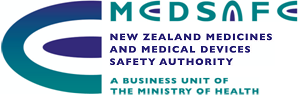 MEDSAFE
NEW ZEALAND MEDICINES
AND MEDICAL DEVICES
SAFETY AUTHORITY
A BUSINESS UNIT OF
THE MINISTRY OF HEALTH